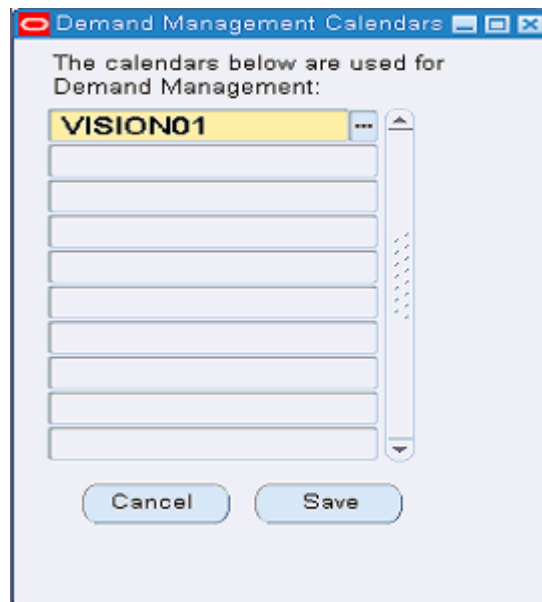 Demand Management Calendars
The calendars below are used for
Demand Management:
VISION01
Cancel Save